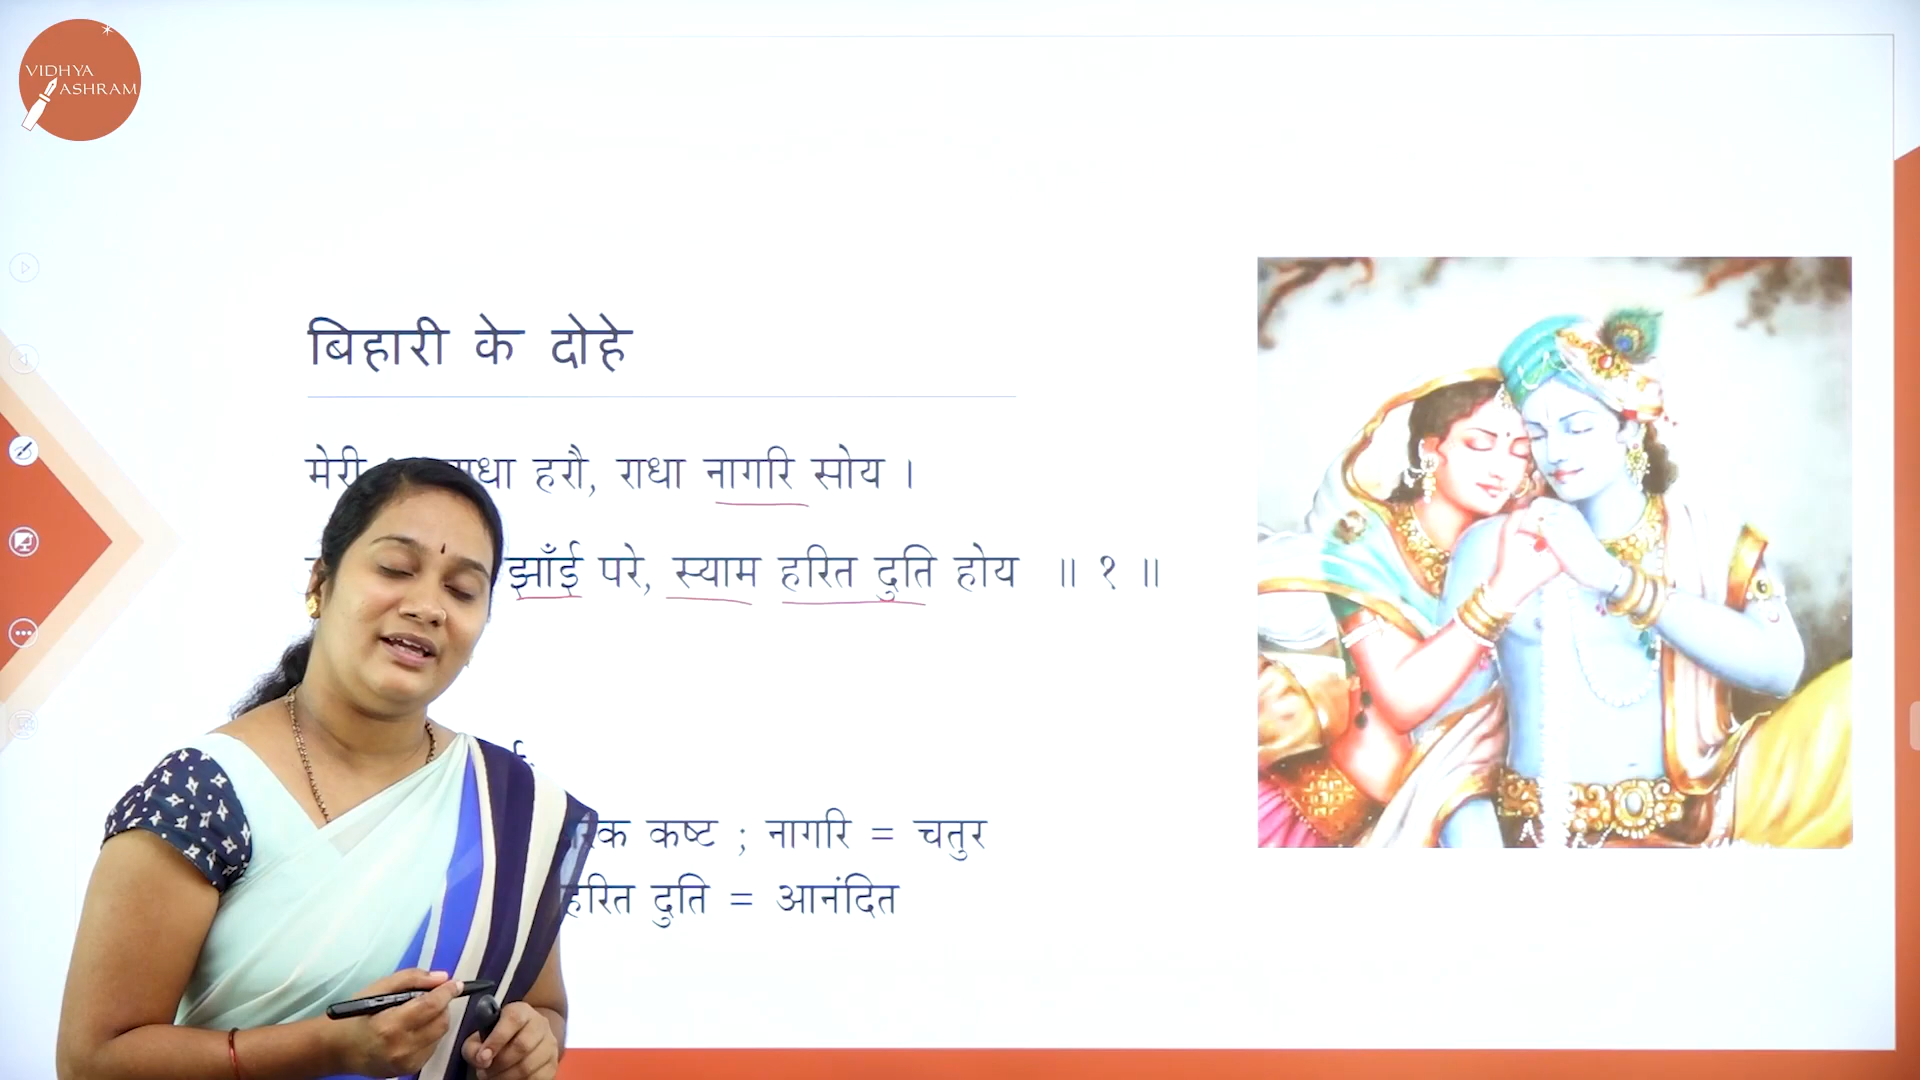 VIDHYA
ASHRAM
बिहारी के दोहे
मेरी हरौ, राधा नागरि सोय ।
झाँई परे, स्याम हरित दुति होय ॥ १ ॥
कष्ट ; नागरि = चतुर
हरित दुति = आनंदित